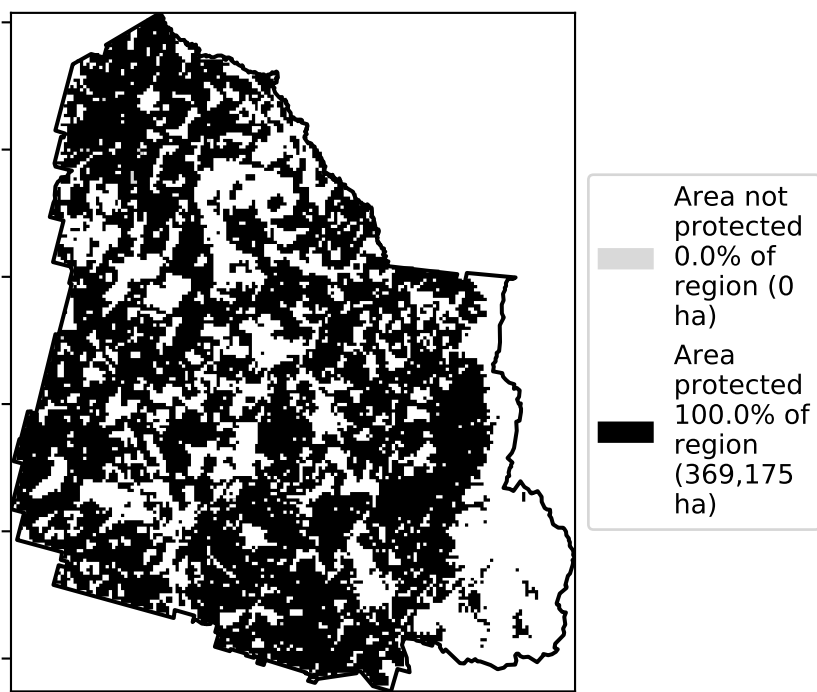 Area not
protected
0.0% of
region (0
ha)
Area
protected
100.0% of
region
(369,175
ha)